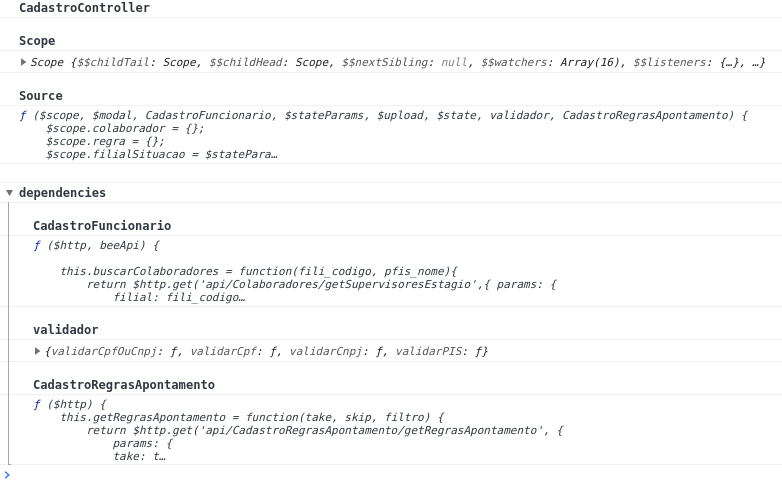 CadastroController
Scope
Scope {$$childTail: Scope, $$childHead: Scope, $$nextSibling: null, $$watchers: Array(16), $$listeners: {…}, …}
Source
ƒ ($scope, $modal, CadastroFuncionario, $stateParams, $upload, $state, validador, CadastroRegrasApontamento) {
$scope.colaborador = {};
$scope.regra = {};
$scope.filialSituacao = $statePara…
dependencies
CadastroFuncionario
ƒ ($http, beeApi) {
this.buscarColaboradores = function(fili_codigo, pfis_nome){
return $http.get('api/Colaboradores/getSupervisoresEstagio',{ params: {
filial: fili_codigo…
validador
{validarCpfOuCnpj: ƒ, validarCpf: ƒ, validarCnpj: ƒ, validarPIS: ƒ}
CadastroRegrasApontamento
ƒ ($http) {
this.getRegrasApontamento = function(take, skip, filtro) {
return $http.get('api/CadastroRegrasApontamento/getRegrasApontamento', {
params: {
take: t…